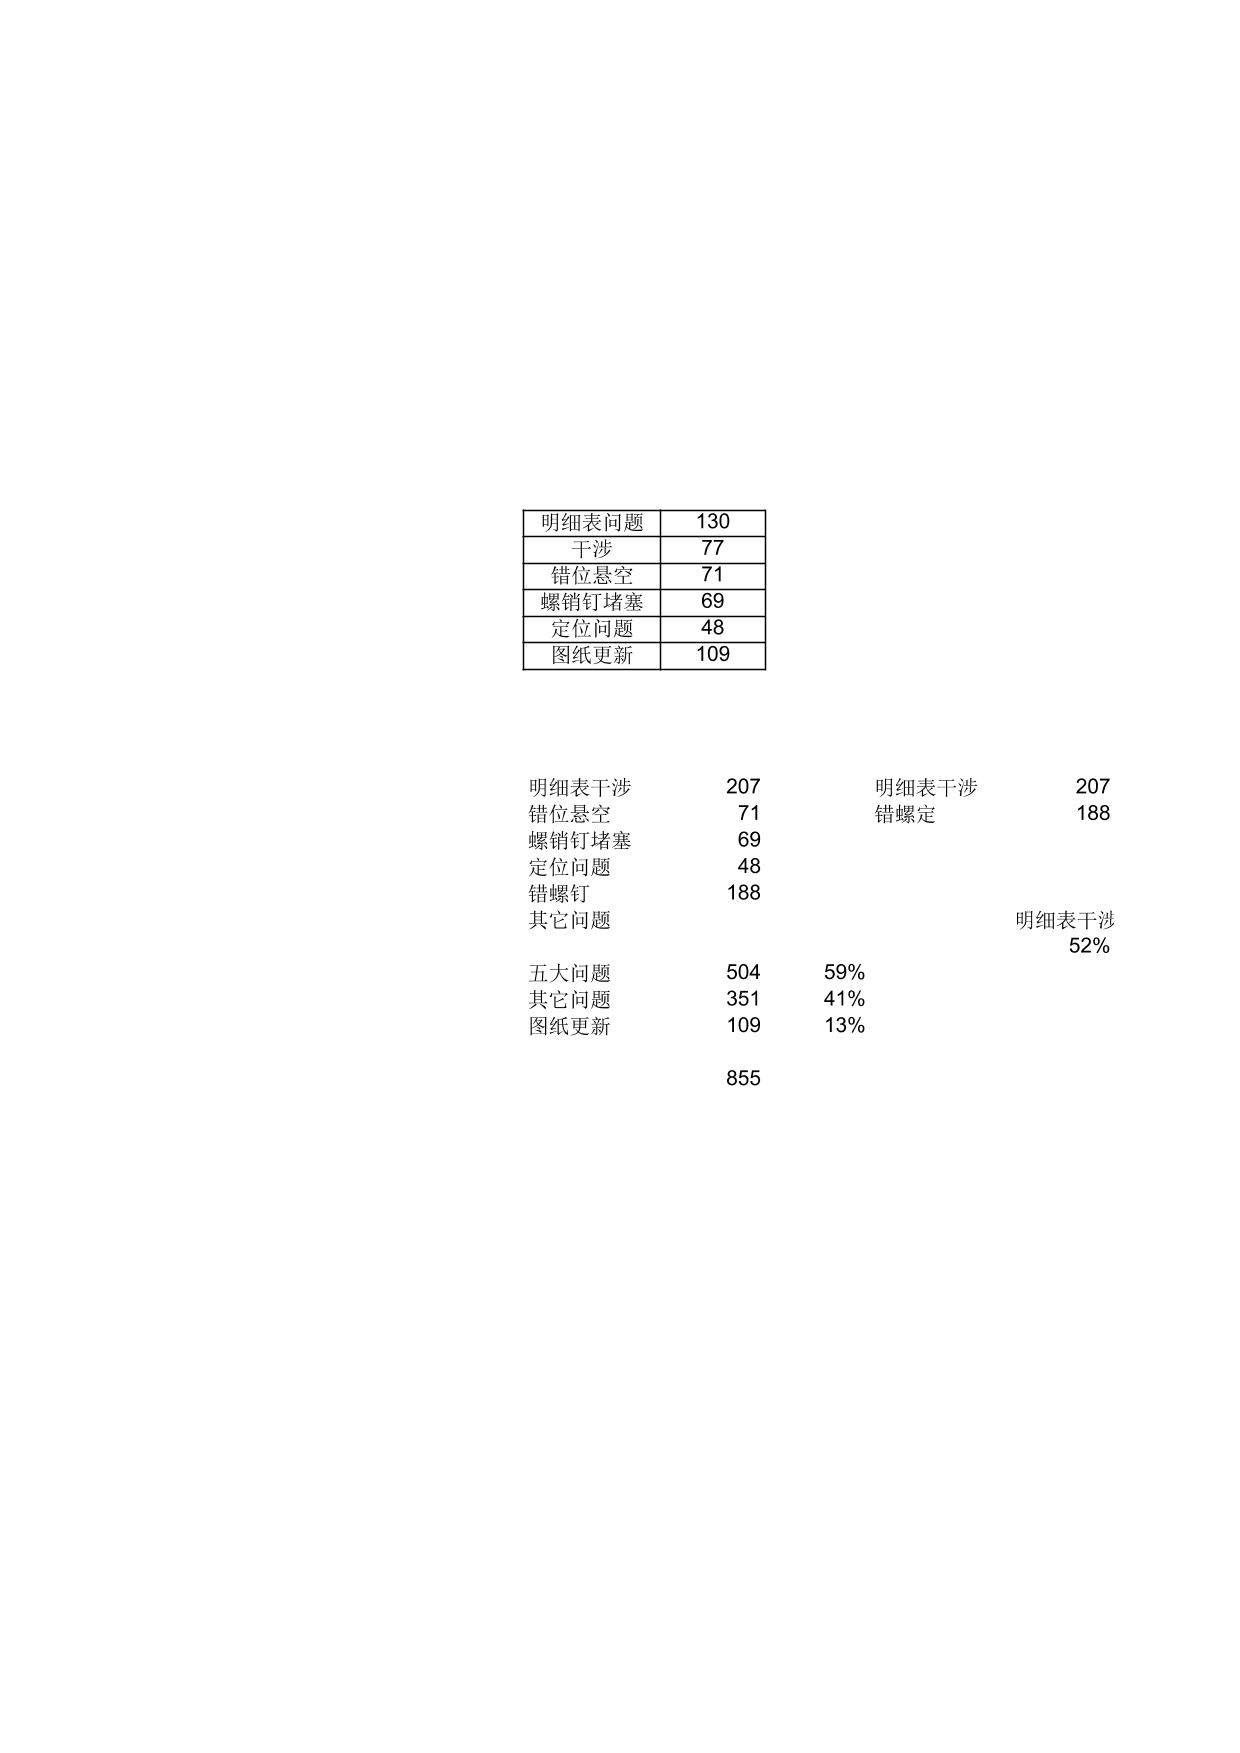 明细表问题 130
干涉 77
错位悬空 71
螺销钉堵塞 69
定位问题 48
图纸更新 109
明细表干涉 207 明细表干涉 207
错位悬空 71 错螺定 188
螺销钉堵塞 69
定位问题 48
错螺钉 188
其它问题 明细表干涉
52%
五大问题 504 59%
其它问题 351 41%
图纸更新 109 13%
855